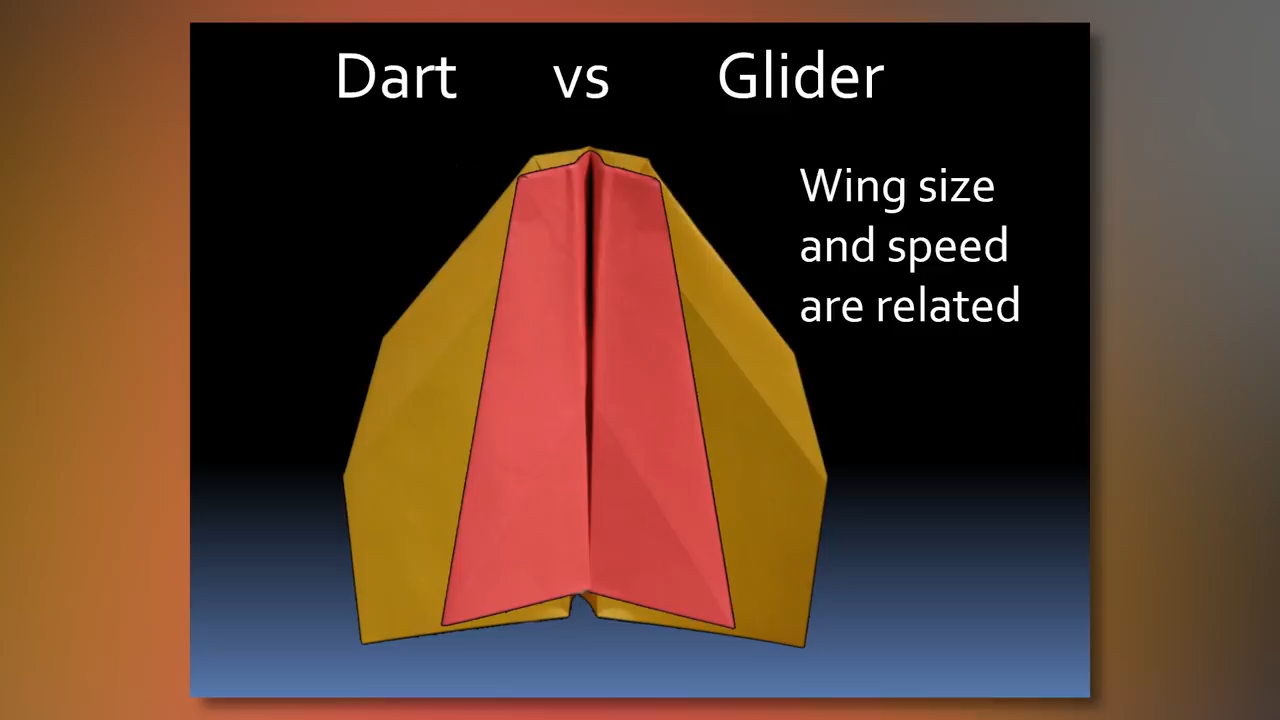 Dart vs Glider
Wing size
and speed
are related